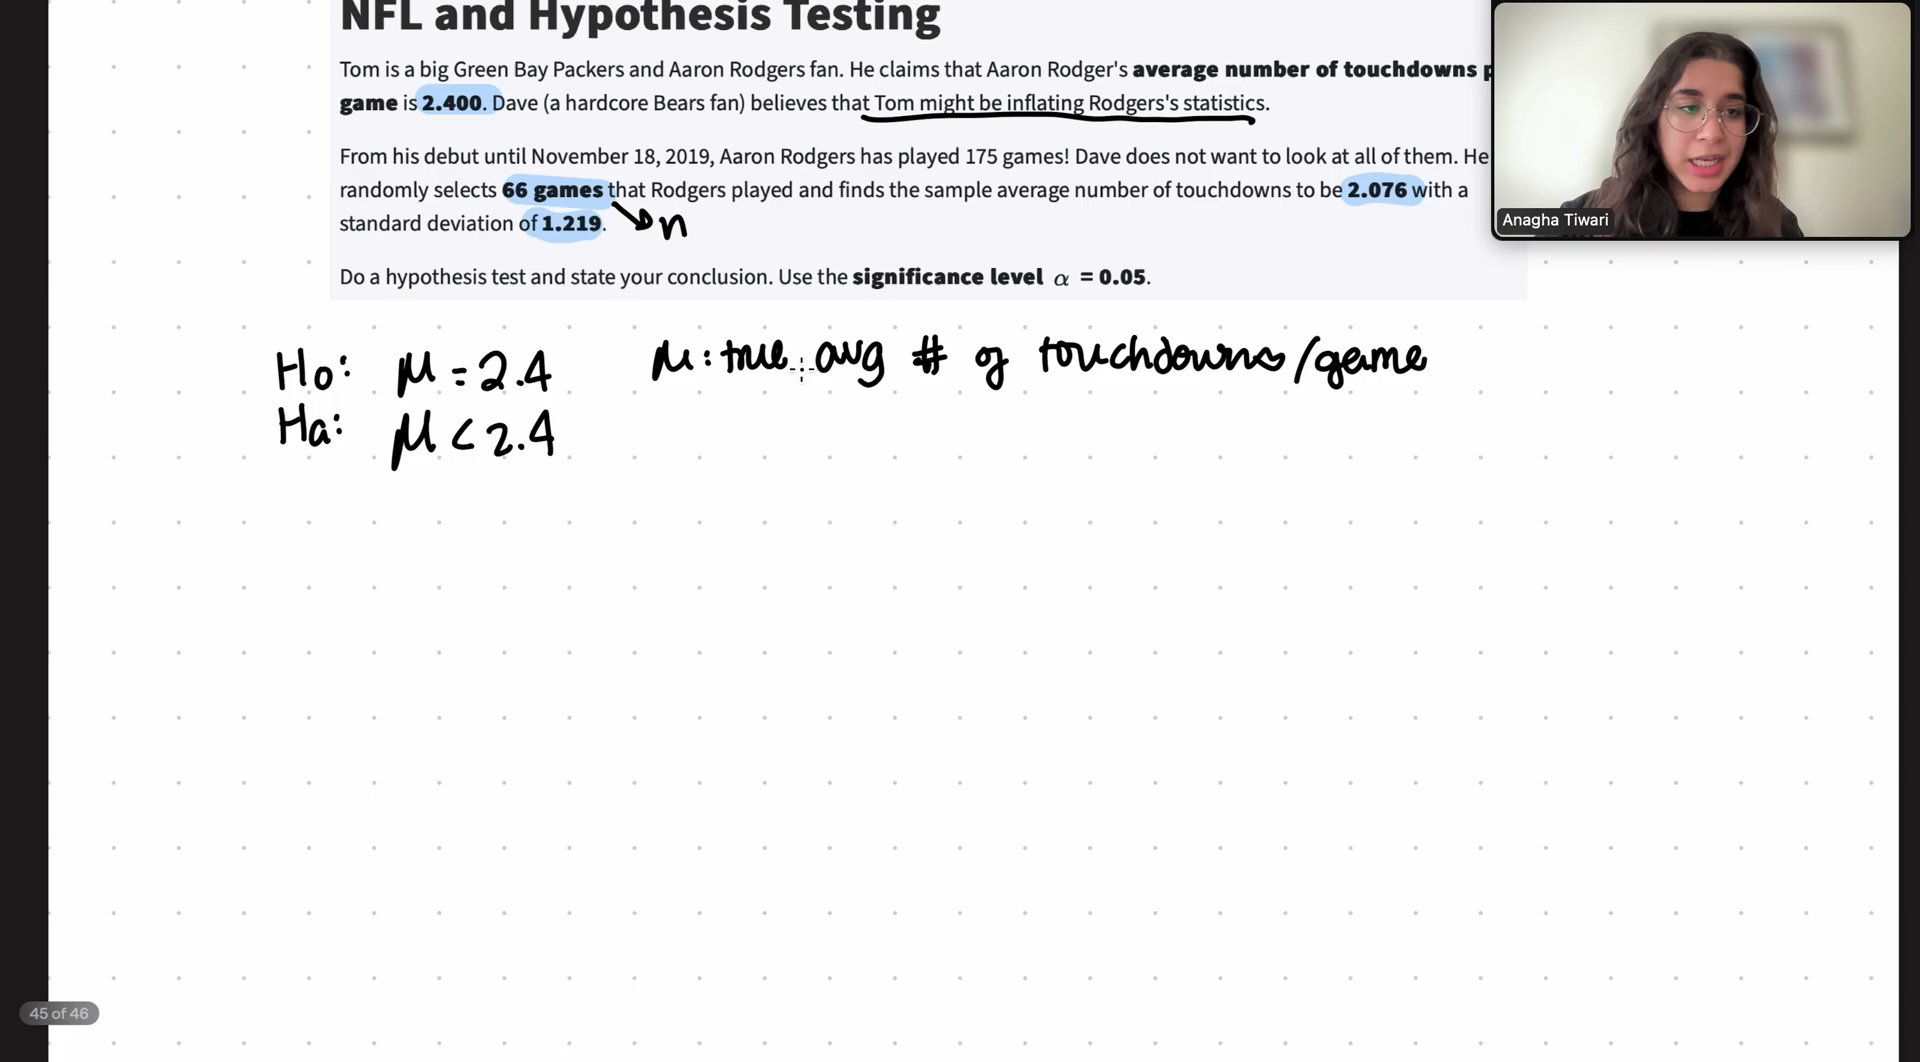 NFL and Hypothesis Testing
Tom is a big Green Bay Packers and Aaron Rodgers fan. He claims that Aaron Rodger's average number of touchdowns p
game is 2.400. Dave (a hardcore Bears fan) believes that Tom might be inflating Rodgers's statistics.
From his debut until November 18, 2019, Aaron Rodgers has played 175 games! Dave does not want to look at all of them. He
randomly selects 66 games that Rodgers played and finds the sample average number of touchdowns to be 2.076 with a
standard deviation of 1.219.
n
Do a hypothesis test and state your conclusion. Use the significance level α = 0.05.
Anagha Tiwari
Ho: μ = 2.4
μ: true avg # of touchdowns/game
Ha: μ < 2.4
45 of 46